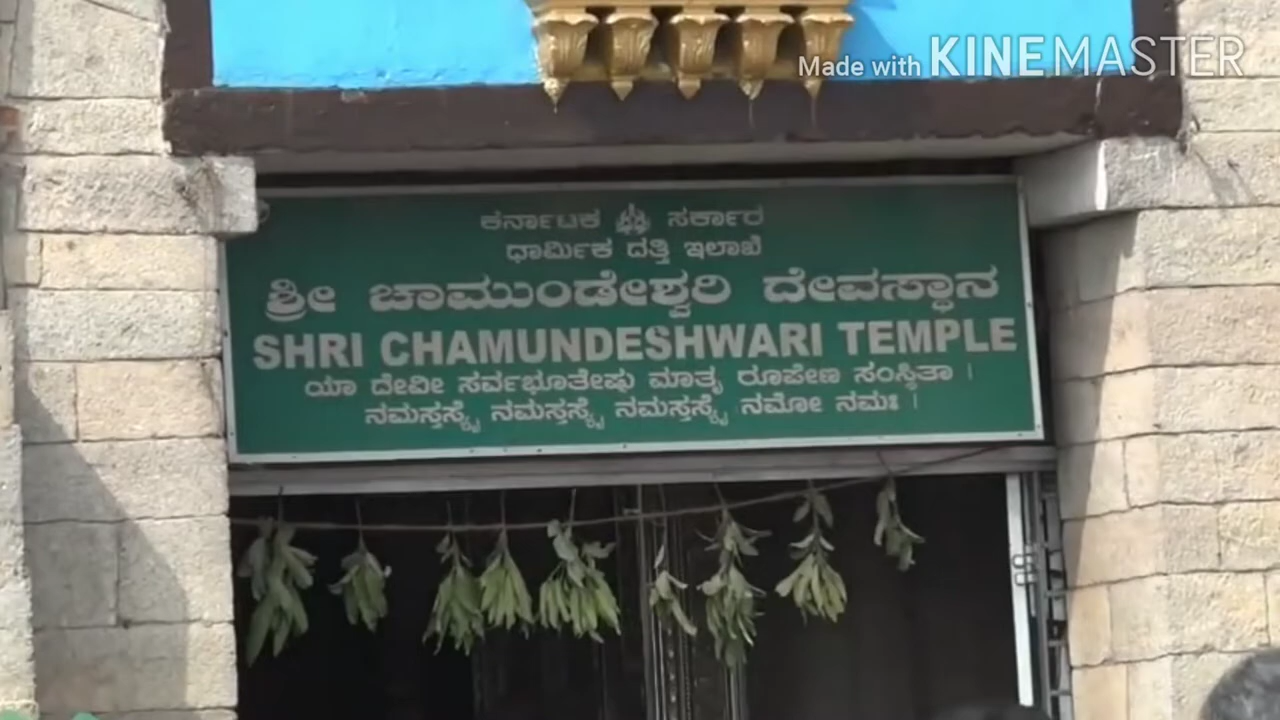 Made with KINEMASTER
ಕರ್ನಾಟಕ ಸರ್ಕಾರ
ಧಾರ್ಮಿಕ ದತ್ತಿ ಇಲಾಖೆ
ಶ್ರೀ ಚಾಮುಂಡೇಶ್ವರಿ ದೇವಸ್ಥಾನ
SHRI CHAMUNDESHWARI TEMPLE
ಯಾ ದೇವೀ ಸರ್ವಭೂತೇಷು ಮಾತೃ ರೂಪೇಣ ಸಂಸ್ಥಿತಾ |
ನಮಸ್ತಸ್ಯೈ ನಮಸ್ತಸ್ಯೈ ನಮಸ್ತಸ್ಯೈ ನಮೋ ನಮಃ |